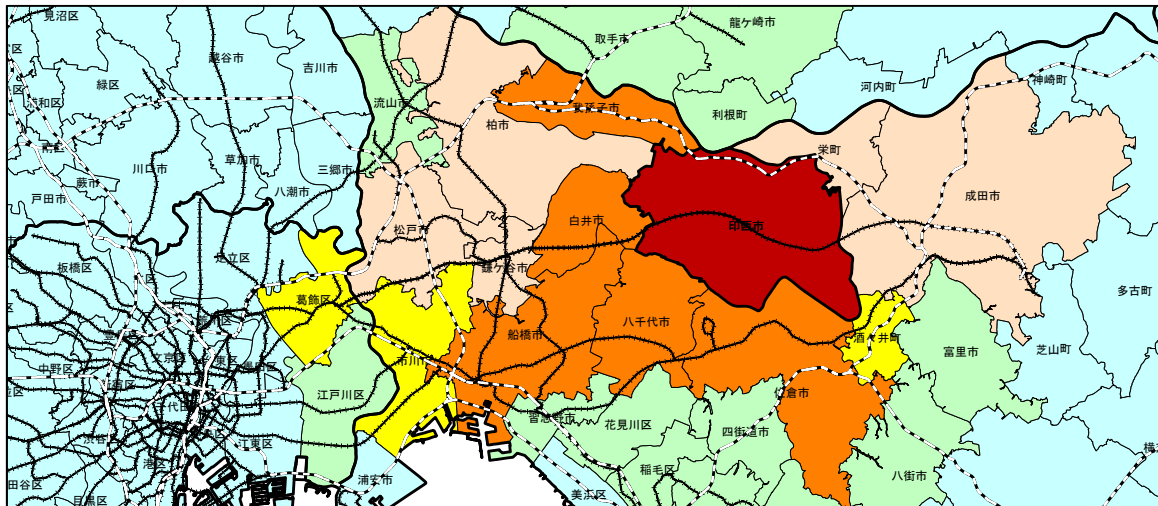 見沼区
越谷市
吉川市
取手市
龍ケ崎市
緑区
流山市
我孫子市
河内町
神崎町
利根町
柏市
草加市
川口市
三郷市
栄町
蕨市
八潮市
戸田市
成田市
白井市
印西市
松戸市
足立区
板橋区
鎌ケ谷市
多古町
葛飾区
八千代市
船橋市
酒々井町
富里市
芝山町
文京区
市川市
中野区
江戸川区
佐倉市
花見川区
四街道市
渋谷区
江東区
港区
稲毛区
八街市
浦安市
美浜区
目黒区